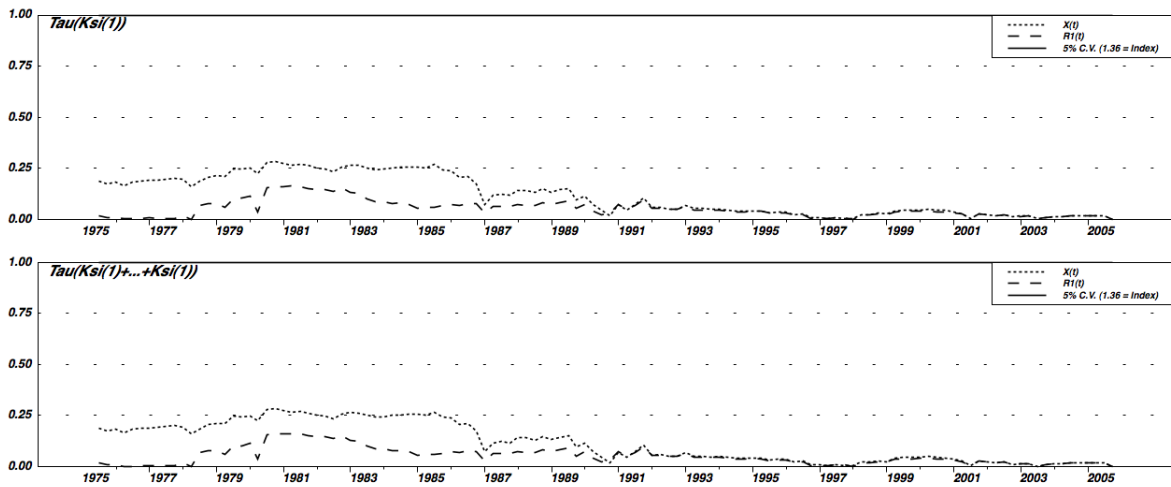 Tau(Ksi(1))
X(t)
R1(t)
5% C.V. (1.36 = Index)
1.00
0.75
0.50
0.25
0.00
1975 1977 1979 1981 1983 1985 1987 1989 1991 1993 1995 1997 1999 2001 2003 2005
Tau(Ksi(1)+...+Ksi(1))
X(t)
R1(t)
5% C.V. (1.36 = Index)
1.00
0.75
0.50
0.25
0.00
1975 1977 1979 1981 1983 1985 1987 1989 1991 1993 1995 1997 1999 2001 2003 2005